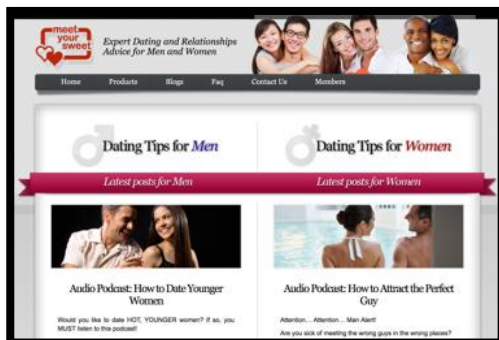 meet
your
sweet
Expert Dating and Relationships
Advice for Men and Women
Home Products Blogs Faq Contact Us Members
Dating Tips for Men
Dating Tips for Women
Latest posts for Men
Latest posts for Women
Audio Podcast: How to Date Younger
Women
Audio Podcast: How to Attract the Perfect
Guy
Would you like to date HOT, YOUNGER women? If so, you
MUST listen to this podcast!
Attention… Attention… Man Alert!
Are you sick of meeting the wrong guys in the wrong places?